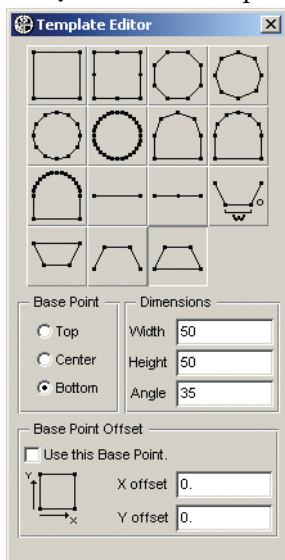 Template Editor
W
Base Point
Top
Center
Bottom
Dimensions
Width 50
Height 50
Angle 35
Base Point Offset
Use this Base Point.
Y
X
X offset 0.
Y offset 0.